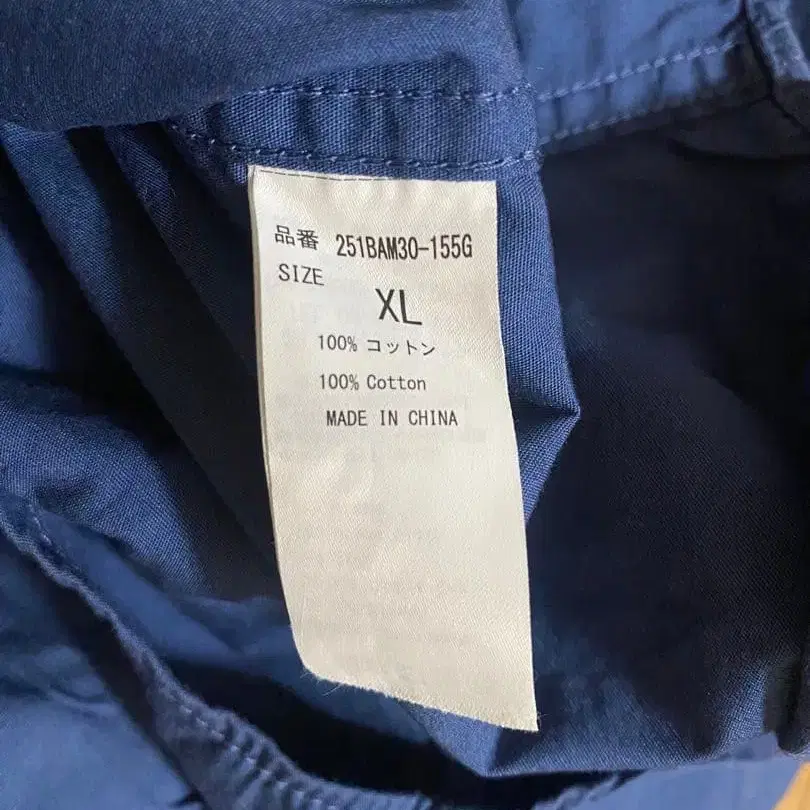 品番 251BAM30-155G
SIZE
XL
100% コットン
100% Cotton
MADE IN CHINA